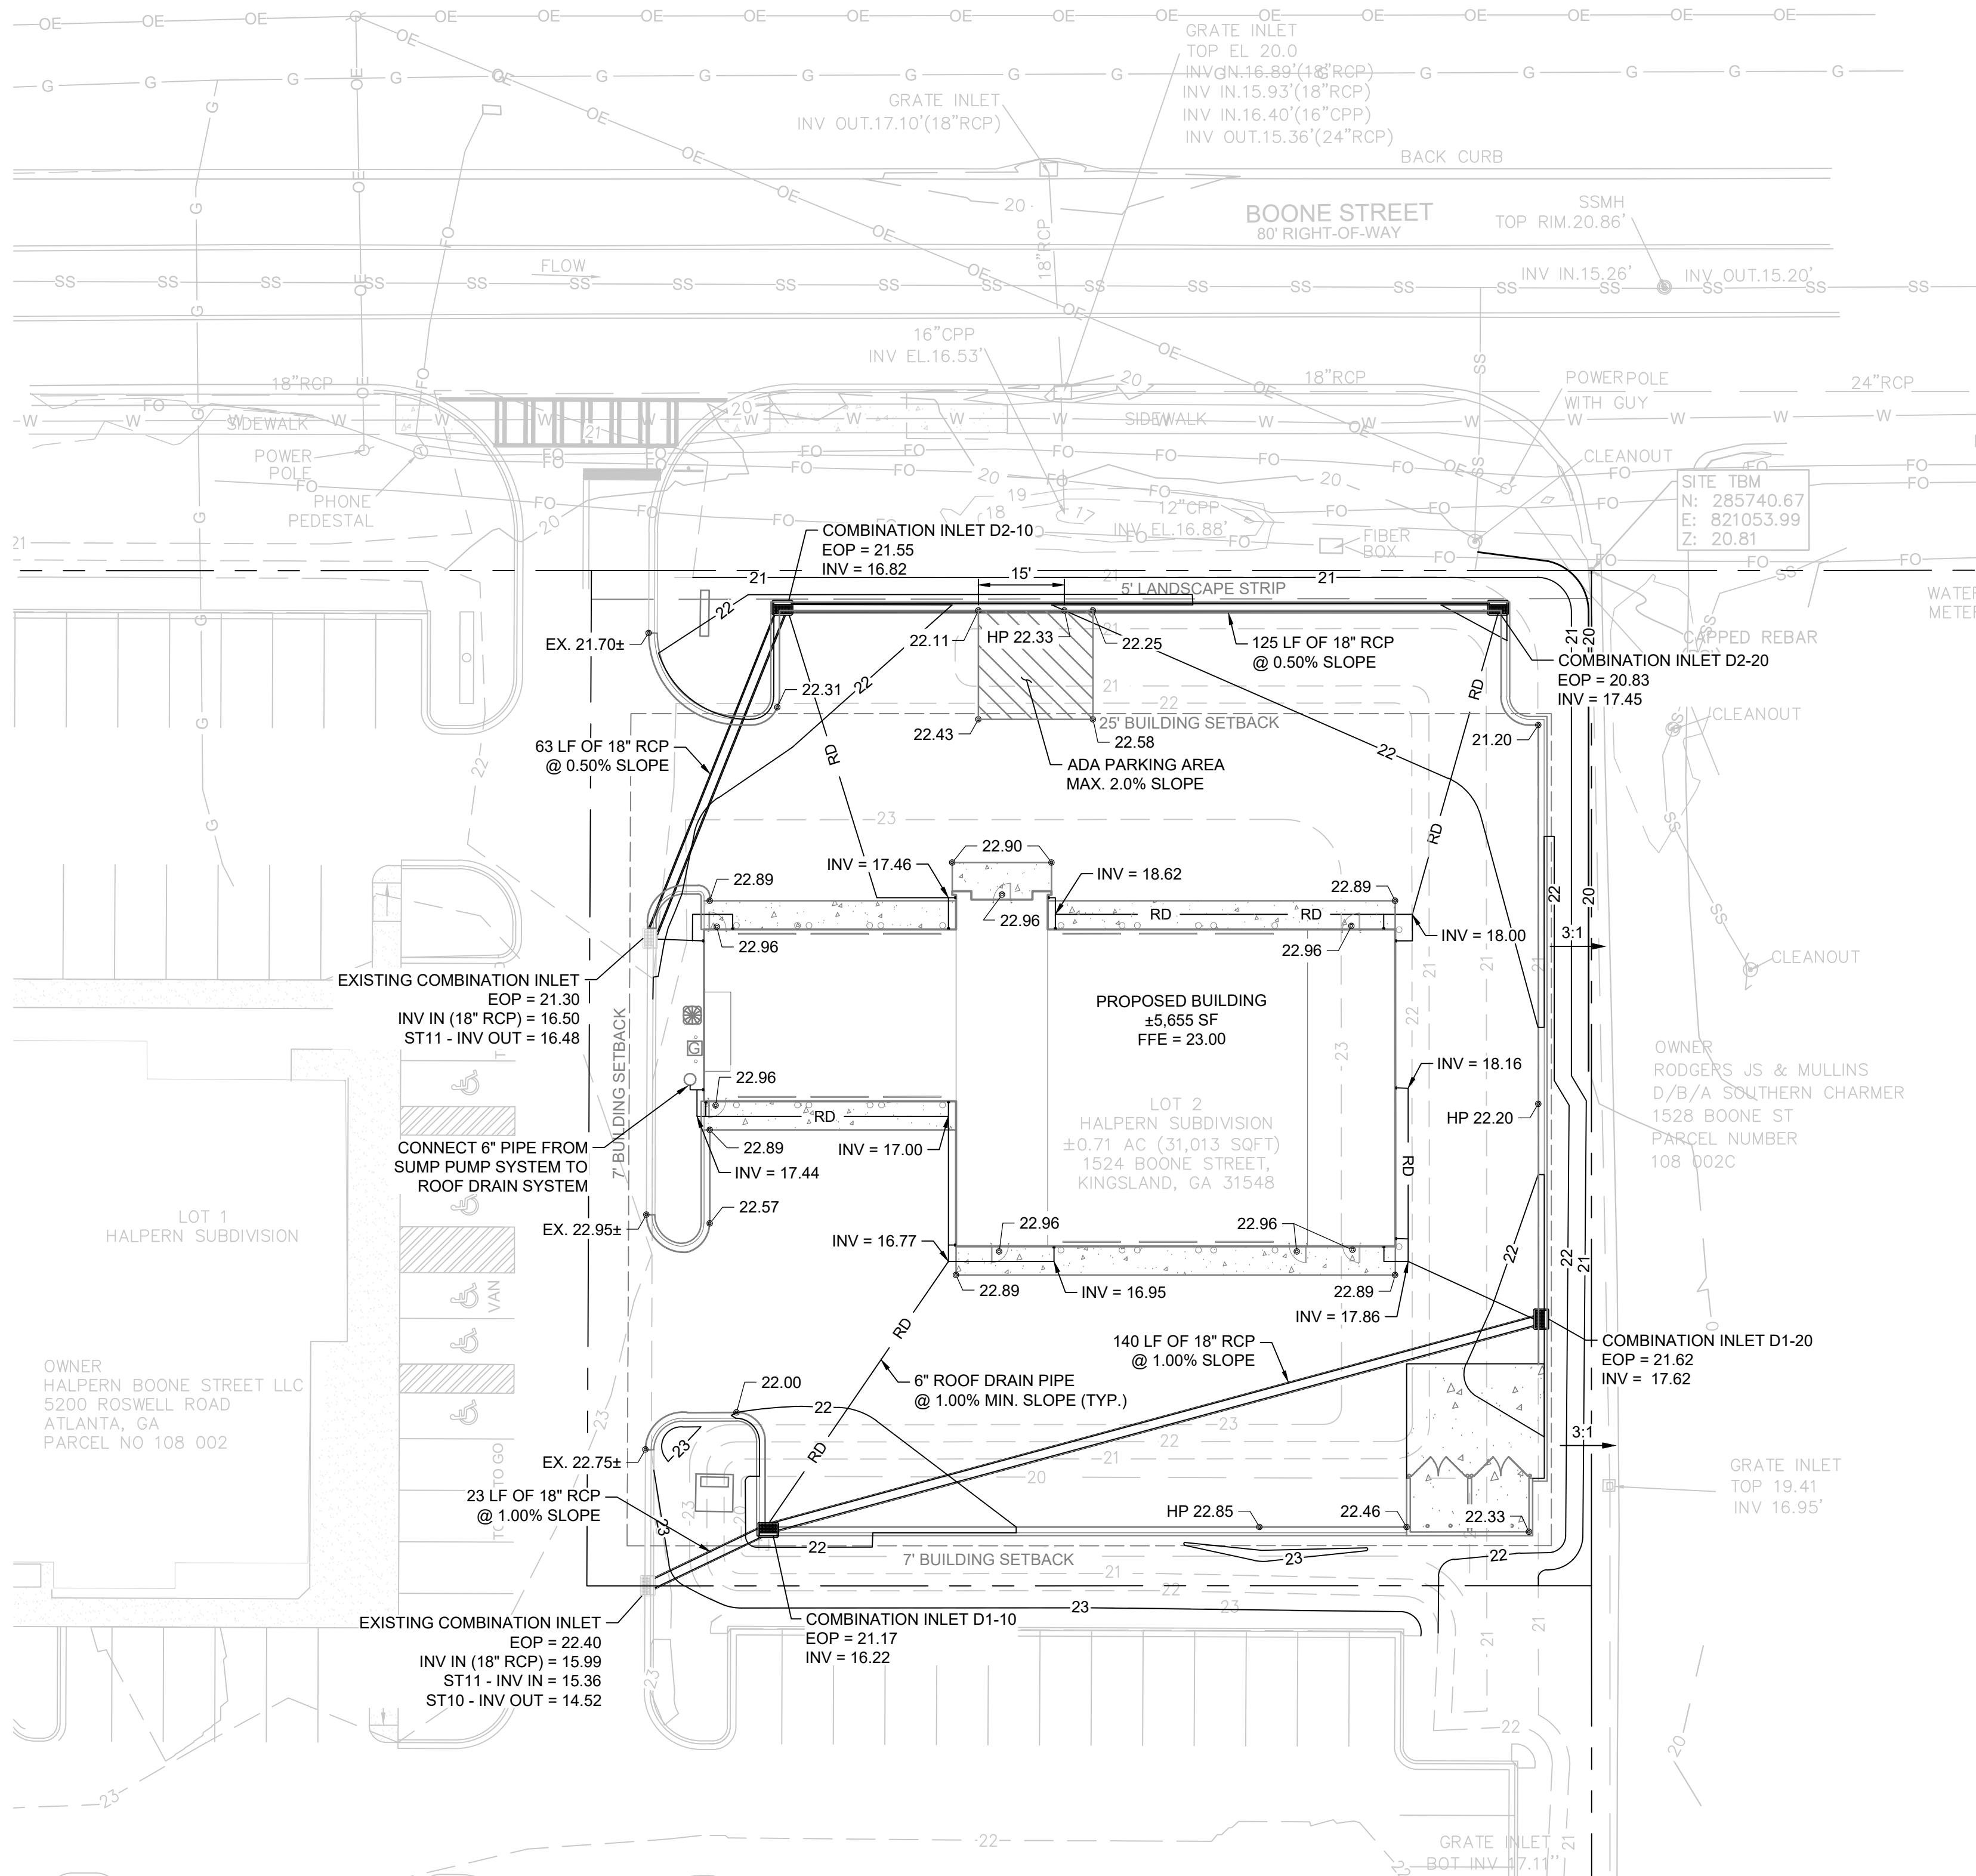 GRATE INLET
TOP EL 20.0
INV IN.16.89'(18"RCP)
INV IN.15.93'(18"RCP)
INV IN.16.40'(16"CPP)
INV OUT.15.36'(24"RCP)
GRATE INLET
INV OUT.17.10'(18"RCP)
BACK CURB
20
18"RCP
BOONE STREET
80' RIGHT-OF-WAY
SSMH
TOP RIM.20.86'
FLOW
INV IN.15.26'
INV OUT.15.20'
16"CPP
INV EL.16.53'
18"RCP
20
18"RCP
POWERPOLE
WITH GUY
24"RCP
SIDEWALK
SIDEWALK
POWER
POLE
PHONE
PEDESTAL
CLEANOUT
SITE TBM
N: 285740.67
E: 821053.99
Z: 20.81
12"CPP
INV EL.16.88'
FIBER
BOX
COMBINATION INLET D2-10
EOP = 21.55
INV = 16.82
15'
5' LANDSCAPE STRIP
WATER
METER
CAPPED REBAR
EX. 21.70±
22.11
HP 22.33
22.25
125 LF OF 18" RCP
@ 0.50% SLOPE
COMBINATION INLET D2-20
EOP = 20.83
INV = 17.45
22.31
25' BUILDING SETBACK
CLEANOUT
22.43
22.58
21.20
63 LF OF 18" RCP
@ 0.50% SLOPE
ADA PARKING AREA
MAX. 2.0% SLOPE
22.90
INV = 17.46
INV = 18.62
22.89
22.89
22.96
22.96
22.96
INV = 18.00
3:1
CLEANOUT
EXISTING COMBINATION INLET
EOP = 21.30
INV IN (18" RCP) = 16.50
ST11 - INV OUT = 16.48
PROPOSED BUILDING
±5,655 SF
FFE = 23.00
7' BUILDING SETBACK
G
22.96
INV = 18.16
HP 22.20
OWNER
RODGERS JS & MULLINS
D/B/A SOUTHERN CHARMER
1528 BOONE ST
PARCEL NUMBER
108 002C
LOT 2
HALPERN SUBDIVISION
±0.71 AC (31,013 SQFT)
1524 BOONE STREET,
KINGSLAND, GA 31548
RD
CONNECT 6" PIPE FROM
SUMP PUMP SYSTEM TO
ROOF DRAIN SYSTEM
22.89
INV = 17.44
INV = 17.00
22.57
EX. 22.95±
LOT 1
HALPERN SUBDIVISION
VAN
22.96
22.96
INV = 16.77
22.89
INV = 16.95
22.89
INV = 17.86
140 LF OF 18" RCP
@ 1.00% SLOPE
COMBINATION INLET D1-20
EOP = 21.62
INV = 17.62
6" ROOF DRAIN PIPE
@ 1.00% MIN. SLOPE (TYP.)
22.00
OWNER
HALPERN BOONE STREET LLC
5200 ROSWELL ROAD
ATLANTA, GA
PARCEL NO 108 002
3:1
EX. 22.75±
23 LF OF 18" RCP
@ 1.00% SLOPE
TO GO
HP 22.85
22.46
22.33
GRATE INLET
TOP 19.41
INV 16.95'
7' BUILDING SETBACK
EXISTING COMBINATION INLET
EOP = 22.40
INV IN (18" RCP) = 15.99
ST11 - INV IN = 15.36
ST10 - INV OUT = 14.52
COMBINATION INLET D1-10
EOP = 21.17
INV = 16.22
23
22
GRATE INLET
BOT INV 17.11"